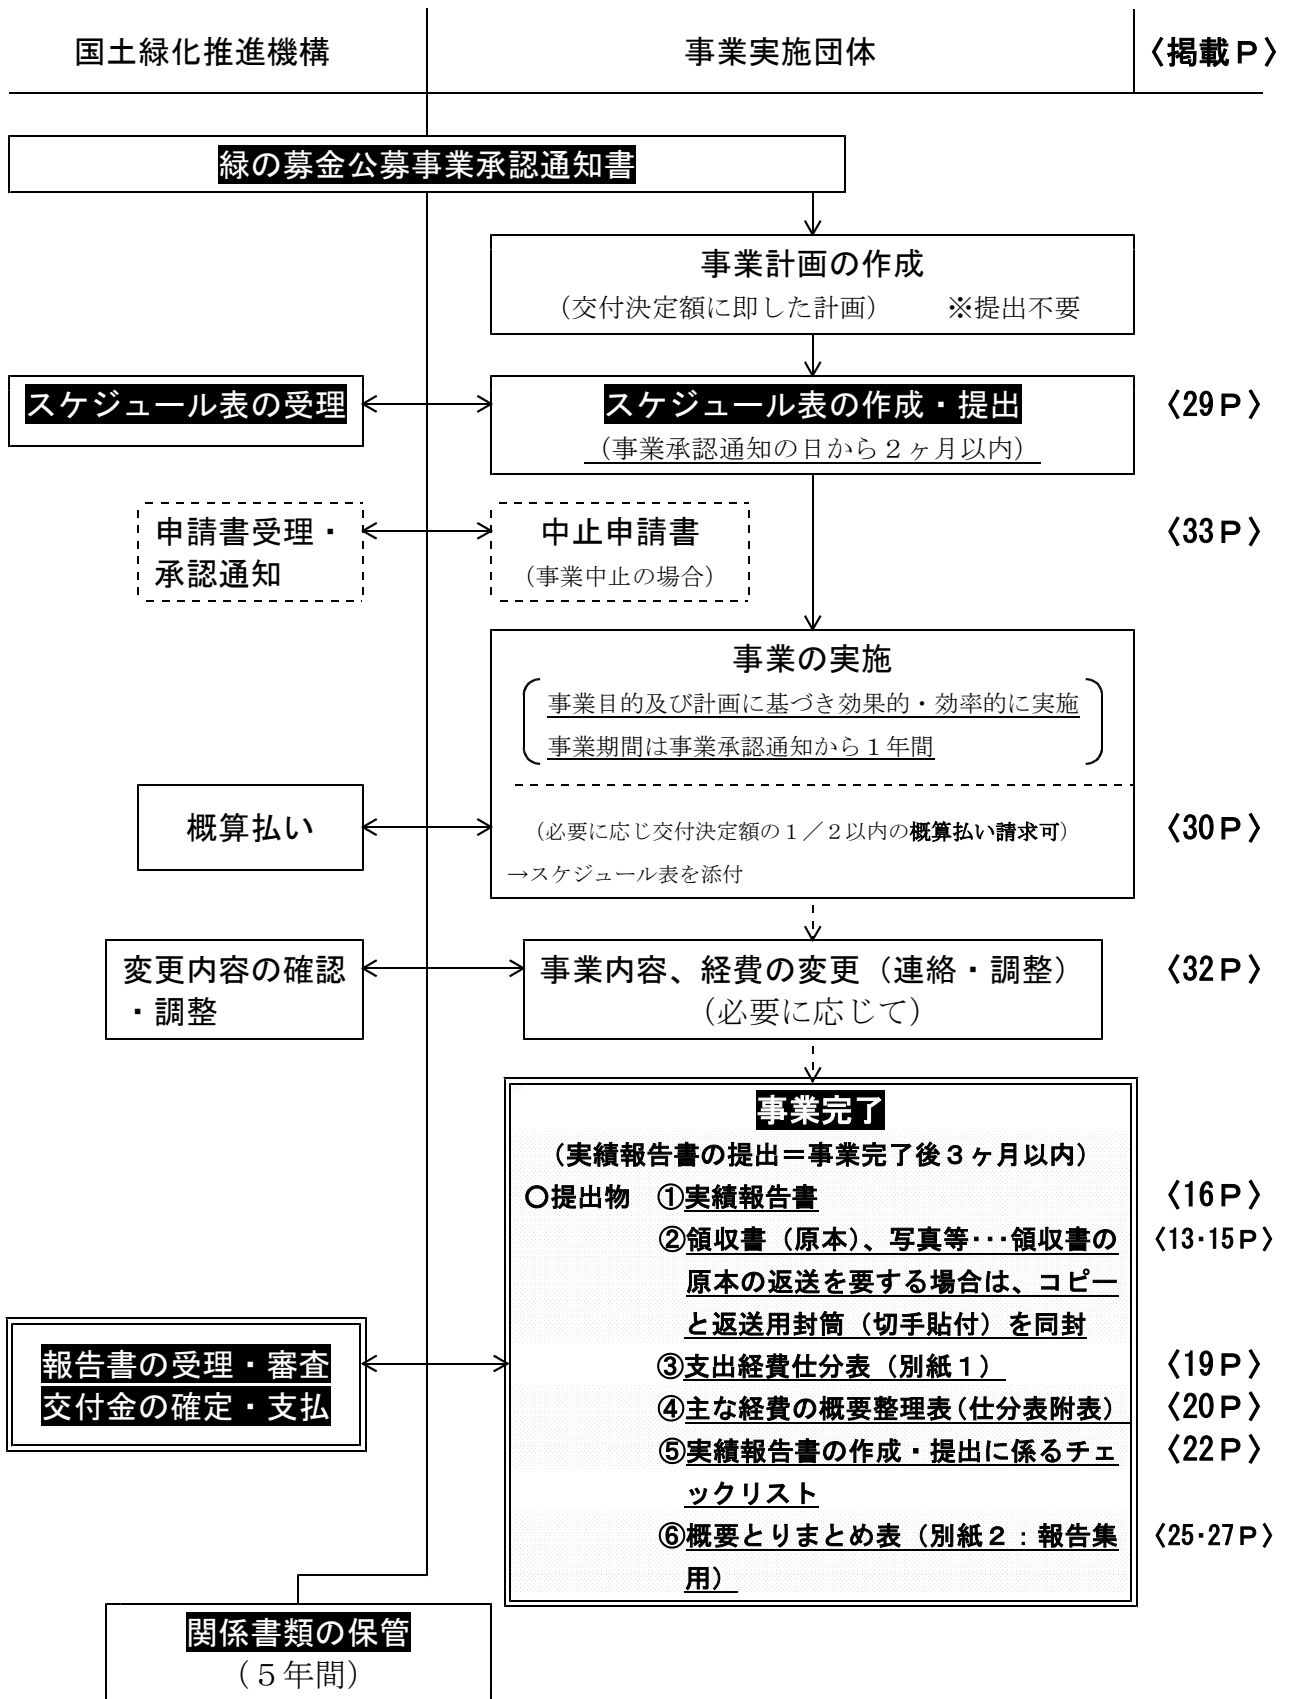 国土緑化推進機構 事業実施団体 〈掲載Ｐ〉
緑の募金公募事業承認通知書
事業計画の作成
（交付決定額に即した計画） ※提出不要
スケジュール表の受理 スケジュール表の作成・提出 〈29Ｐ〉
（事業承認通知の日から２ヶ月以内）
申請書受理・ 中止申請書 〈33Ｐ〉
承認通知 （事業中止の場合）
事業の実施
事業目的及び計画に基づき効果的・効率的に実施
事業期間は事業承認通知から１年間
概算払い （必要に応じ交付決定額の１／２以内の概算払い請求可） 〈30Ｐ〉
→スケジュール表を添付
変更内容の確認 事業内容、経費の変更（連絡・調整） 〈32Ｐ〉
・調整 （必要に応じて）
事業完了
（実績報告書の提出＝事業完了後３ヶ月以内）
○提出物 ①実績報告書 〈16Ｐ〉
②領収書（原本）、写真等･･･領収書の 〈13･15Ｐ〉
原本の返送を要する場合は、コピー
と返送用封筒（切手貼付）を同封
報告書の受理・審査 ③支出経費仕分表（別紙１） 〈19Ｐ〉
交付金の確定・支払 ④主な経費の概要整理表（仕分表附表） 〈20Ｐ〉
⑤実績報告書の作成・提出に係るチェ 〈22Ｐ〉
ックリスト
⑥概要とりまとめ表（別紙２：報告集 〈25･27Ｐ〉
用）
関係書類の保管
（５年間）